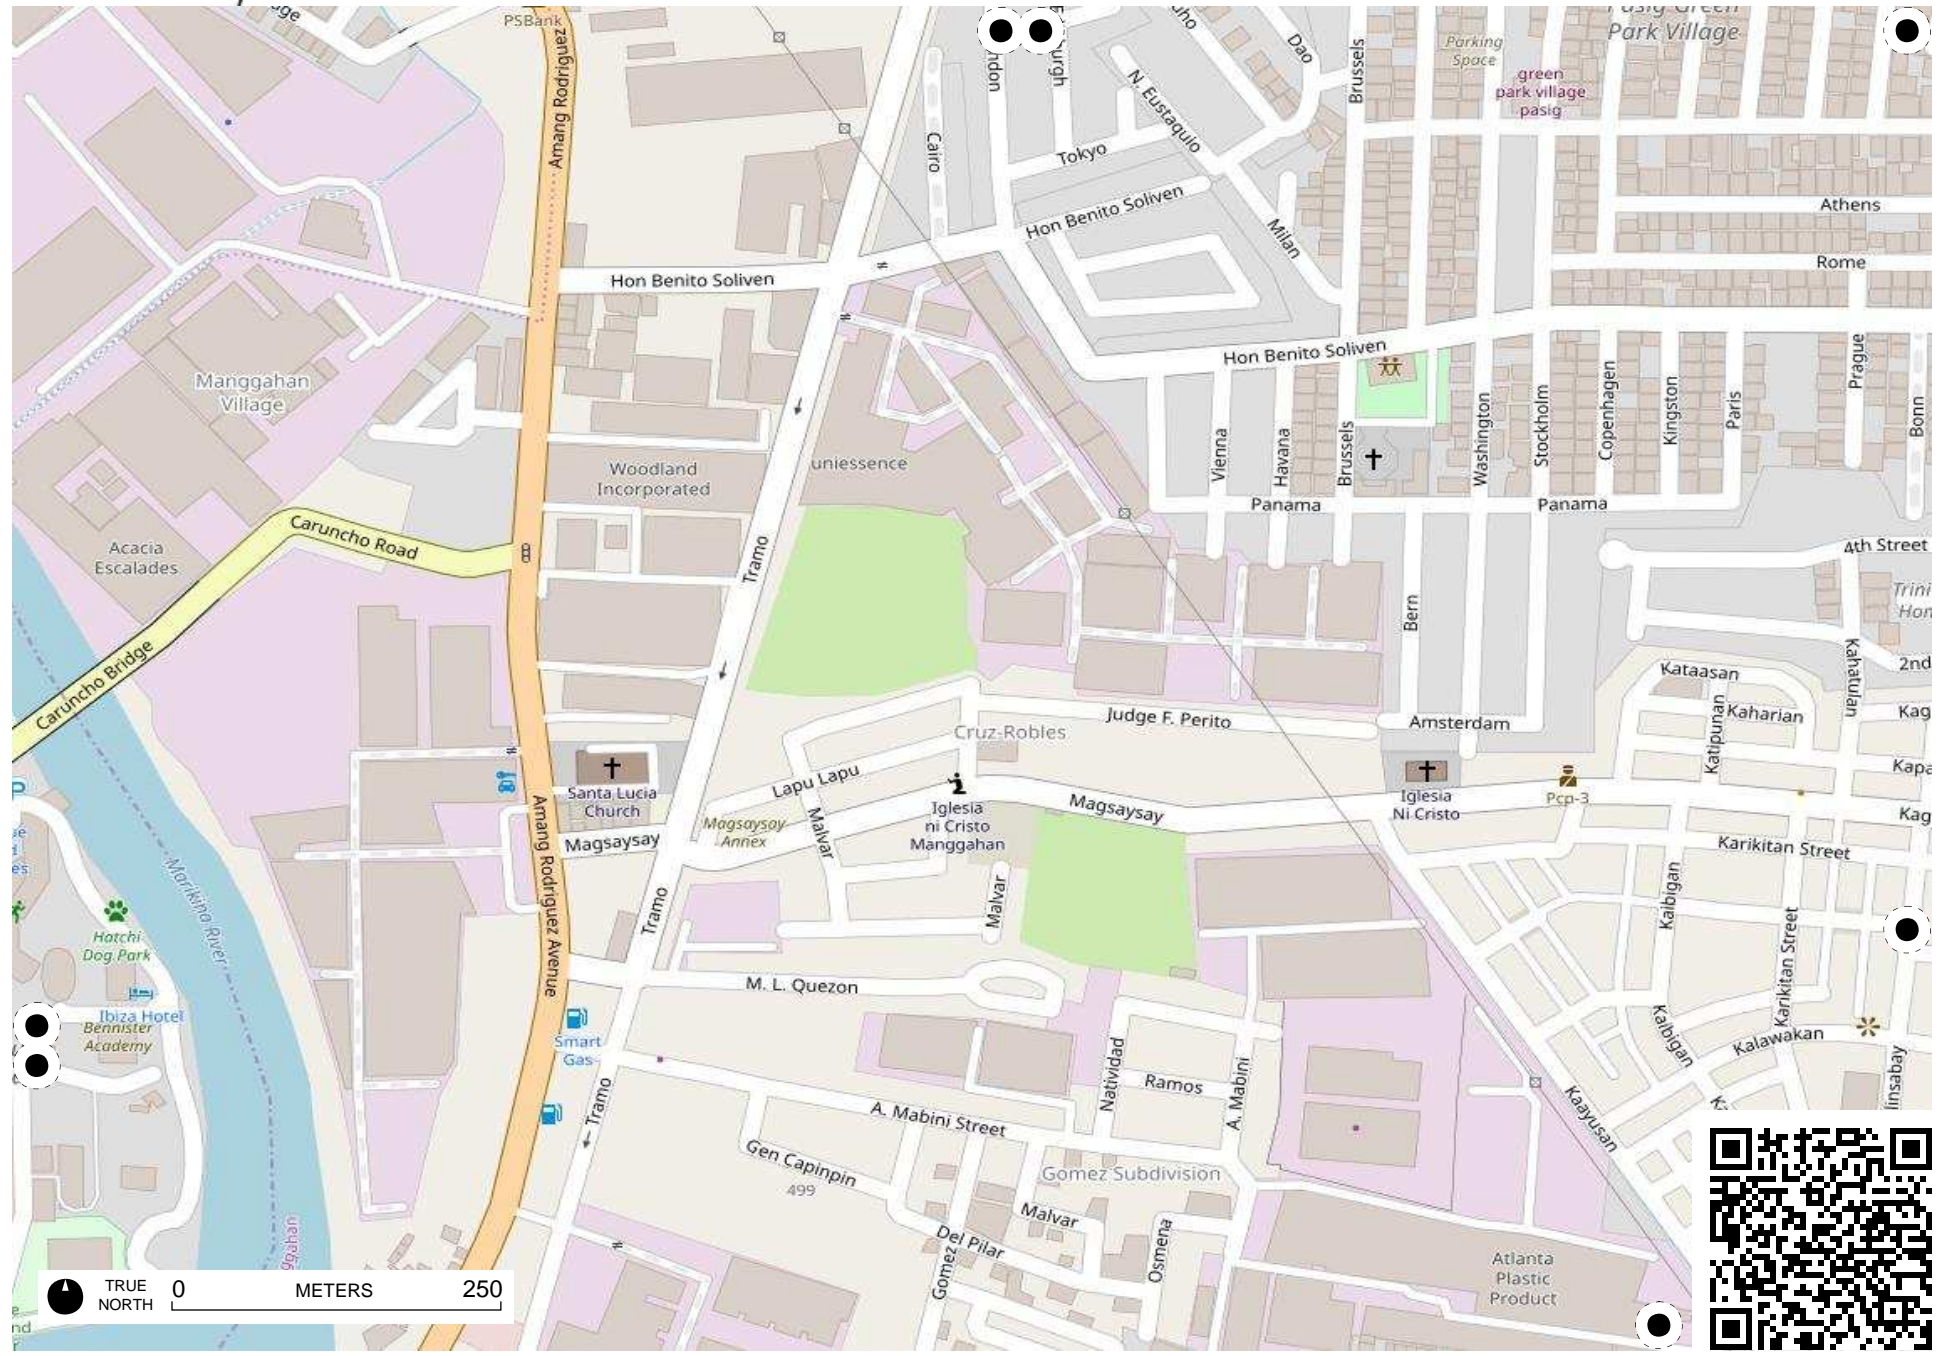 PSBank
Amang Rodriguez
Cairo
Tokyo
N. Eustaquio
Dao
Brussels
Parking
Space
green
park village
pasig
Park Village
Athens
Rome
Hon Benito Soliven
Hon Benito Soliven
Milan
Hon Benito Soliven
Manggahan
Village
Prague
Bonn
Vienna
Havana
Brussels
Washington
Stockholm
Copenhagen
Kingston
Paris
Woodland
Incorporated
uniessence
Panama
Panama
Caruncho Road
Acacia
Escalades
Tramo
4th Street
Bern
Caruncho Bridge
Kataasan
Kahatulan
2nd
Katipunan
Kaharian
Kag
Judge F. Perito
Amsterdam
Cruz-Robles
Kapa
Lapu Lapu
Santa Lucia
Church
Iglesia
ni Cristo
Manggahan
Magsaysay
Iglesia
Ni Cristo
Pcp-3
Kag
Magsaysay
Magsaysay
Annex
Malvar
Karikitan Street
Amang Rodriguez Avenue
Marikina River
Tramo
Malvar
Kaibigan
Karikitan Street
Hatchi
Dog Park
M. L. Quezon
Ibiza Hotel
Bennister
Academy
Smart
Gas
Kaibigan
Kalawakan
Natividad
Ramos
A. Mabini
Tramo
A. Mabini Street
Kaayusan
Gen Capinpin
499
Gomez Subdivision
Malvar
Del Pilar
Gomez
Osmena
Atlanta
Plastic
Product
TRUE
NORTH
0 METERS 250